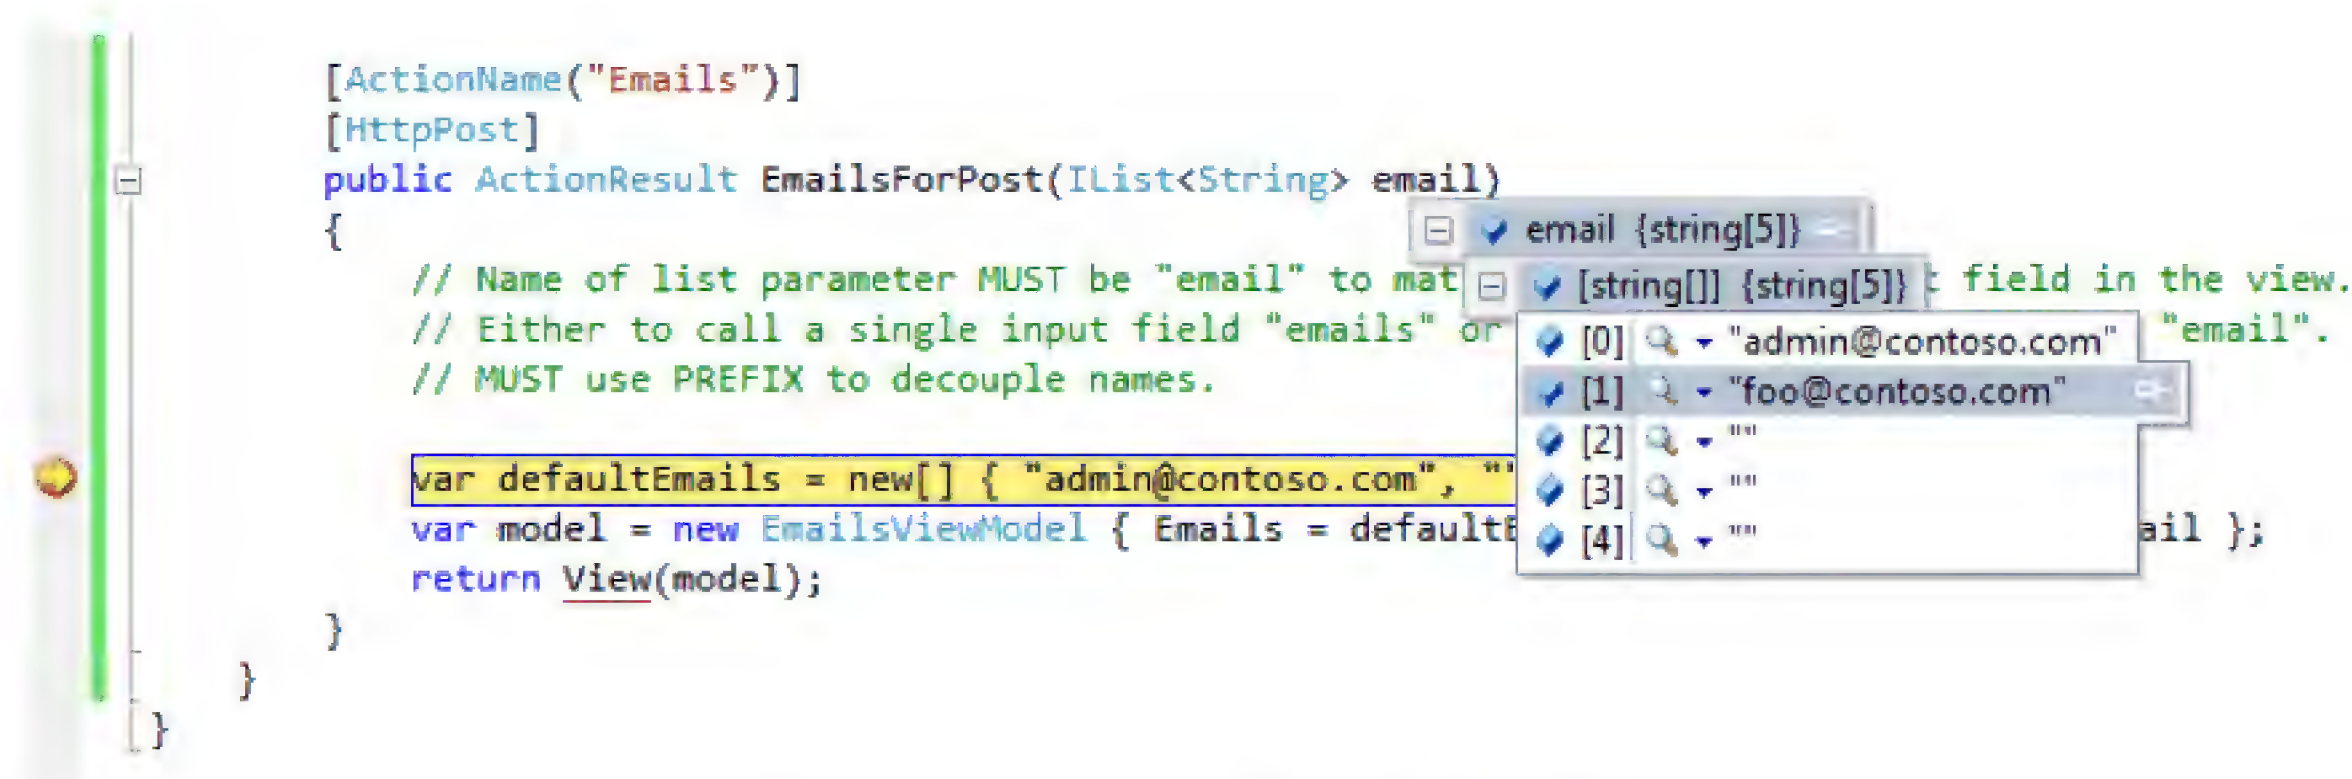 [ActionName("Emails")]
[HttpPost]
public ActionResult EmailsForPost(IList<String> email)
{
email {string[5]}
// Name of list parameter MUST be "email" to mat
[string[]] {string[5]}
t field in the view.
// Either to call a single input field "emails" or
"email".
[0] "admin@contoso.com"
// MUST use PREFIX to decouple names.
[1] "foo@contoso.com"
[2] ""
var defaultEmails = new[] { "admin@contoso.com", ""
[3] ""
var model = new EmailsViewModel { Emails = defaultE
[4] ""
ail };
return View(model);
}
}
}